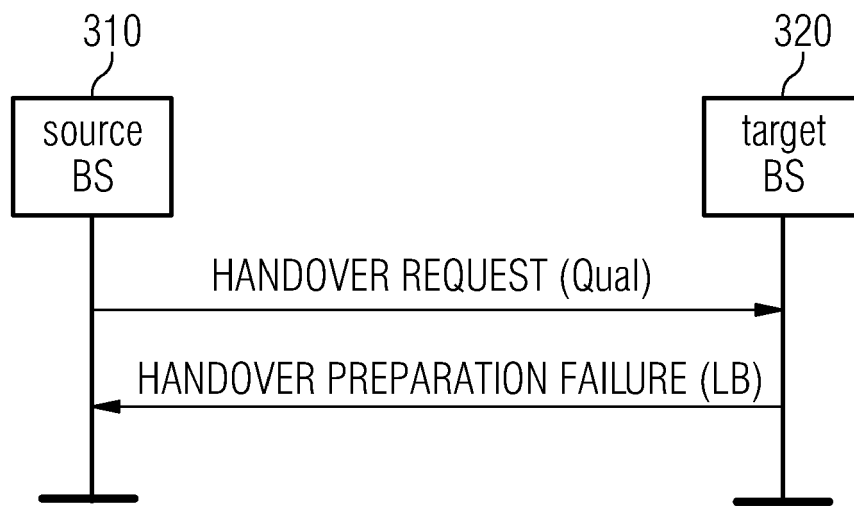 310
320
source
BS
target
BS
HANDOVER REQUEST (Qual)
HANDOVER PREPARATION FAILURE (LB)